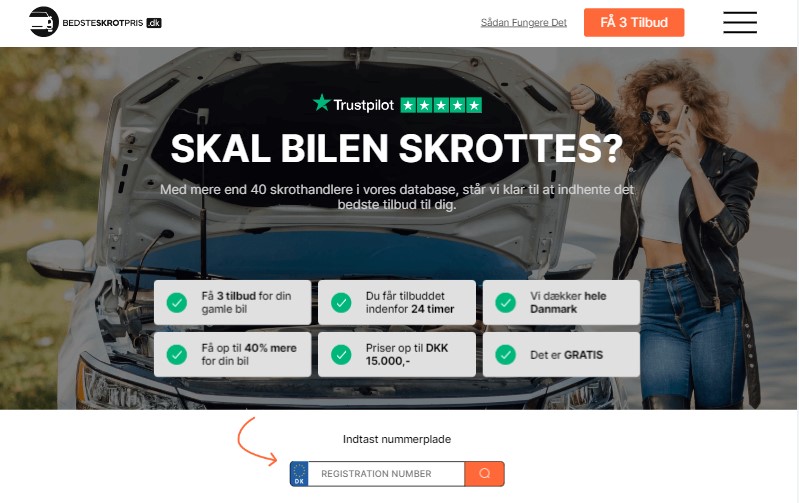 BEDSTESKROTPRIS .dk
Sådan Fungere Det
FÅ 3 Tilbud
Trustpilot
SKAL BILEN SKROTTES?
Med mere end 40 skrothandlere i vores database, står vi klar til at indhente det
bedste tilbud til dig.
Få 3 tilbud for din
gamle bil
Du får tilbuddet
indenfor 24 timer
Vi dækker hele
Danmark
Få op til 40% mere
for din bil
Priser op til DKK
15.000,-
Det er GRATIS
Indtast nummerplade
DK
REGISTRATION NUMBER